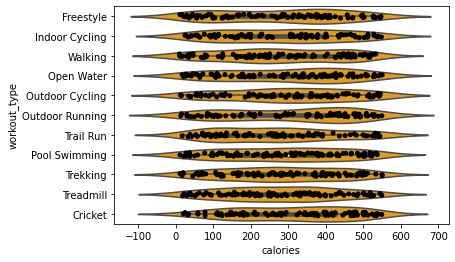 Freestyle
Indoor Cycling
Walking
Open Water
Outdoor Cycling
Outdoor Running
Trail Run
Pool Swimming
Trekking
Treadmill
Cricket
workout_type
−100 0 100 200 300 400 500 600 700
calories